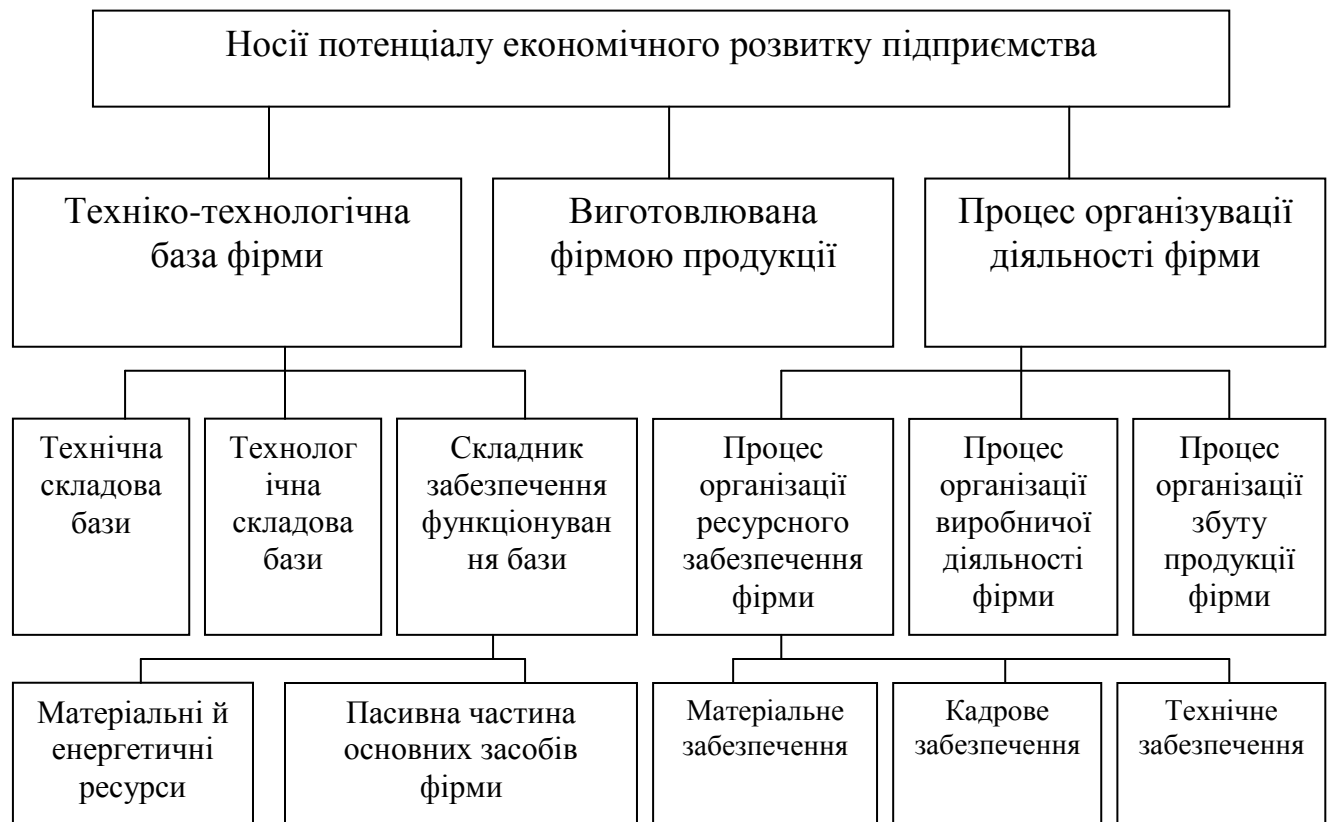 Носії потенціалу економічного розвитку підприємства
Техніко-технологічна
база фірми
Виготовлювана
фірмою продукції
Процес організувації
діяльності фірми
Технічна
складова
бази
Технолог
ічна
складова
бази
Складник
забезпечення
функціонуван
ня бази
Процес
організації
ресурсного
забезпечення
фірми
Процес
організації
виробничої
діяльності
фірми
Процес
організації
збуту
продукції
фірми
Матеріальні й
енергетичні
ресурси
Пасивна частина
основних засобів
фірми
Матеріальне
забезпечення
Кадрове
забезпечення
Технічне
забезпечення